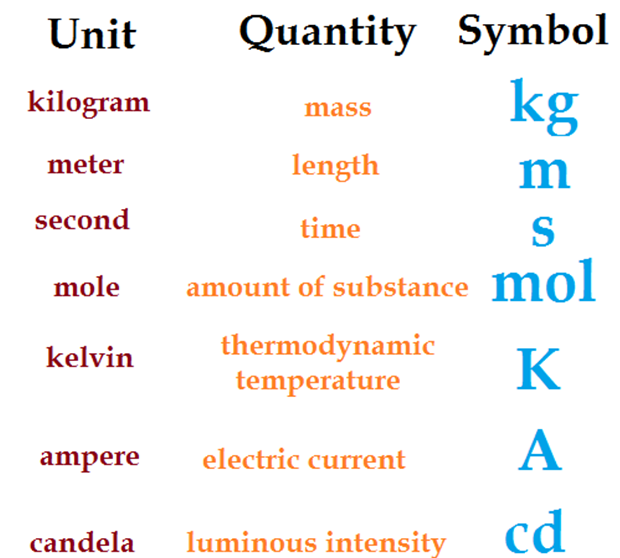 Unit Quantity Symbol
kilogram mass kg
meter length m
second time s
mole amount of substance mol
kelvin thermodynamic temperature K
ampere electric current A
candela luminous intensity cd